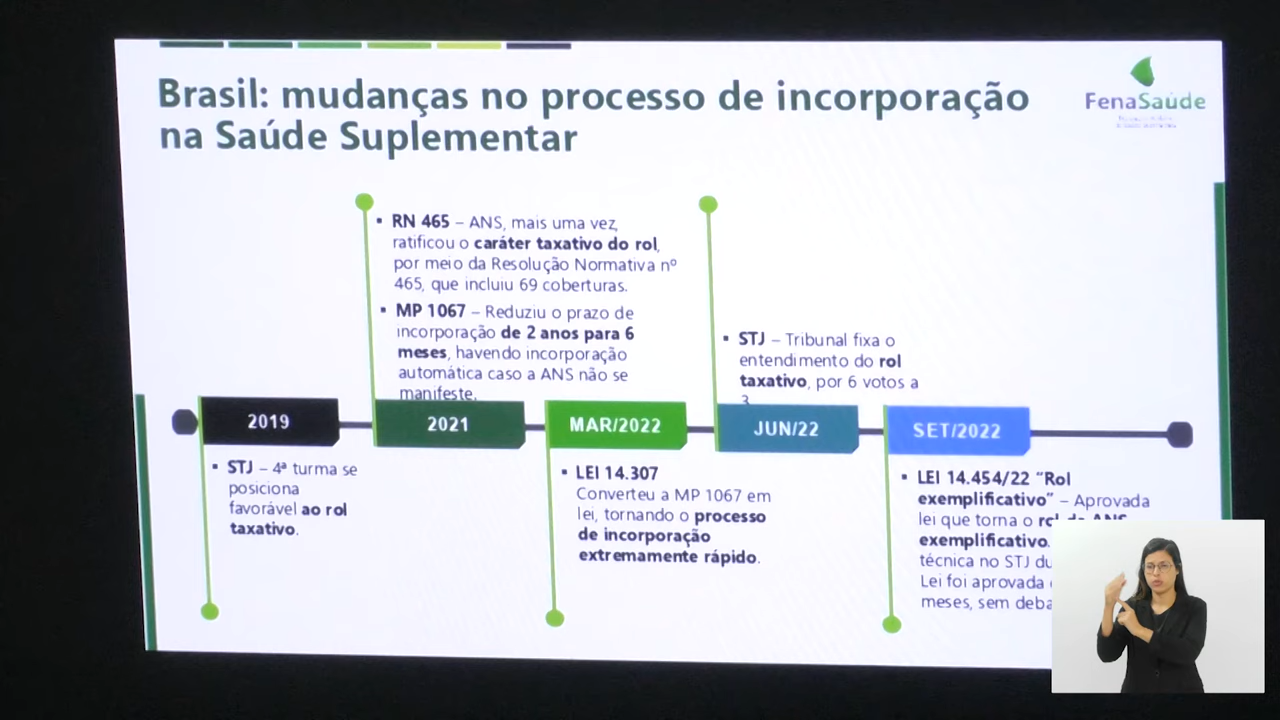 Brasil: mudanças no processo de incorporação
na Saúde Suplementar
FenaSaúde
▪ RN 465 – ANS, mais uma vez,
ratificou o caráter taxativo do rol,
por meio da Resolução Normativa nº
465, que incluiu 69 coberturas.
▪ MP 1067 – Reduziu o prazo de
incorporação de 2 anos para 6
meses, havendo incorporação
automática caso a ANS não se
manifeste.
▪ STJ – Tribunal fixa o
entendimento do rol
taxativo, por 6 votos a
3
2019
2021
MAR/2022
JUN/22
SET/2022
▪ STJ – 4ª turma se
posiciona
favorável ao rol
taxativo.
▪ LEI 14.307
Converteu a MP 1067 em
lei, tornando o processo
de incorporação
extremamente rápido.
▪ LEI 14.454/22 “Rol
exemplificativo” – Aprovada
lei que torna o rol da ANS
exemplificativo.
técnica no STJ
Lei foi aprovada
meses, sem